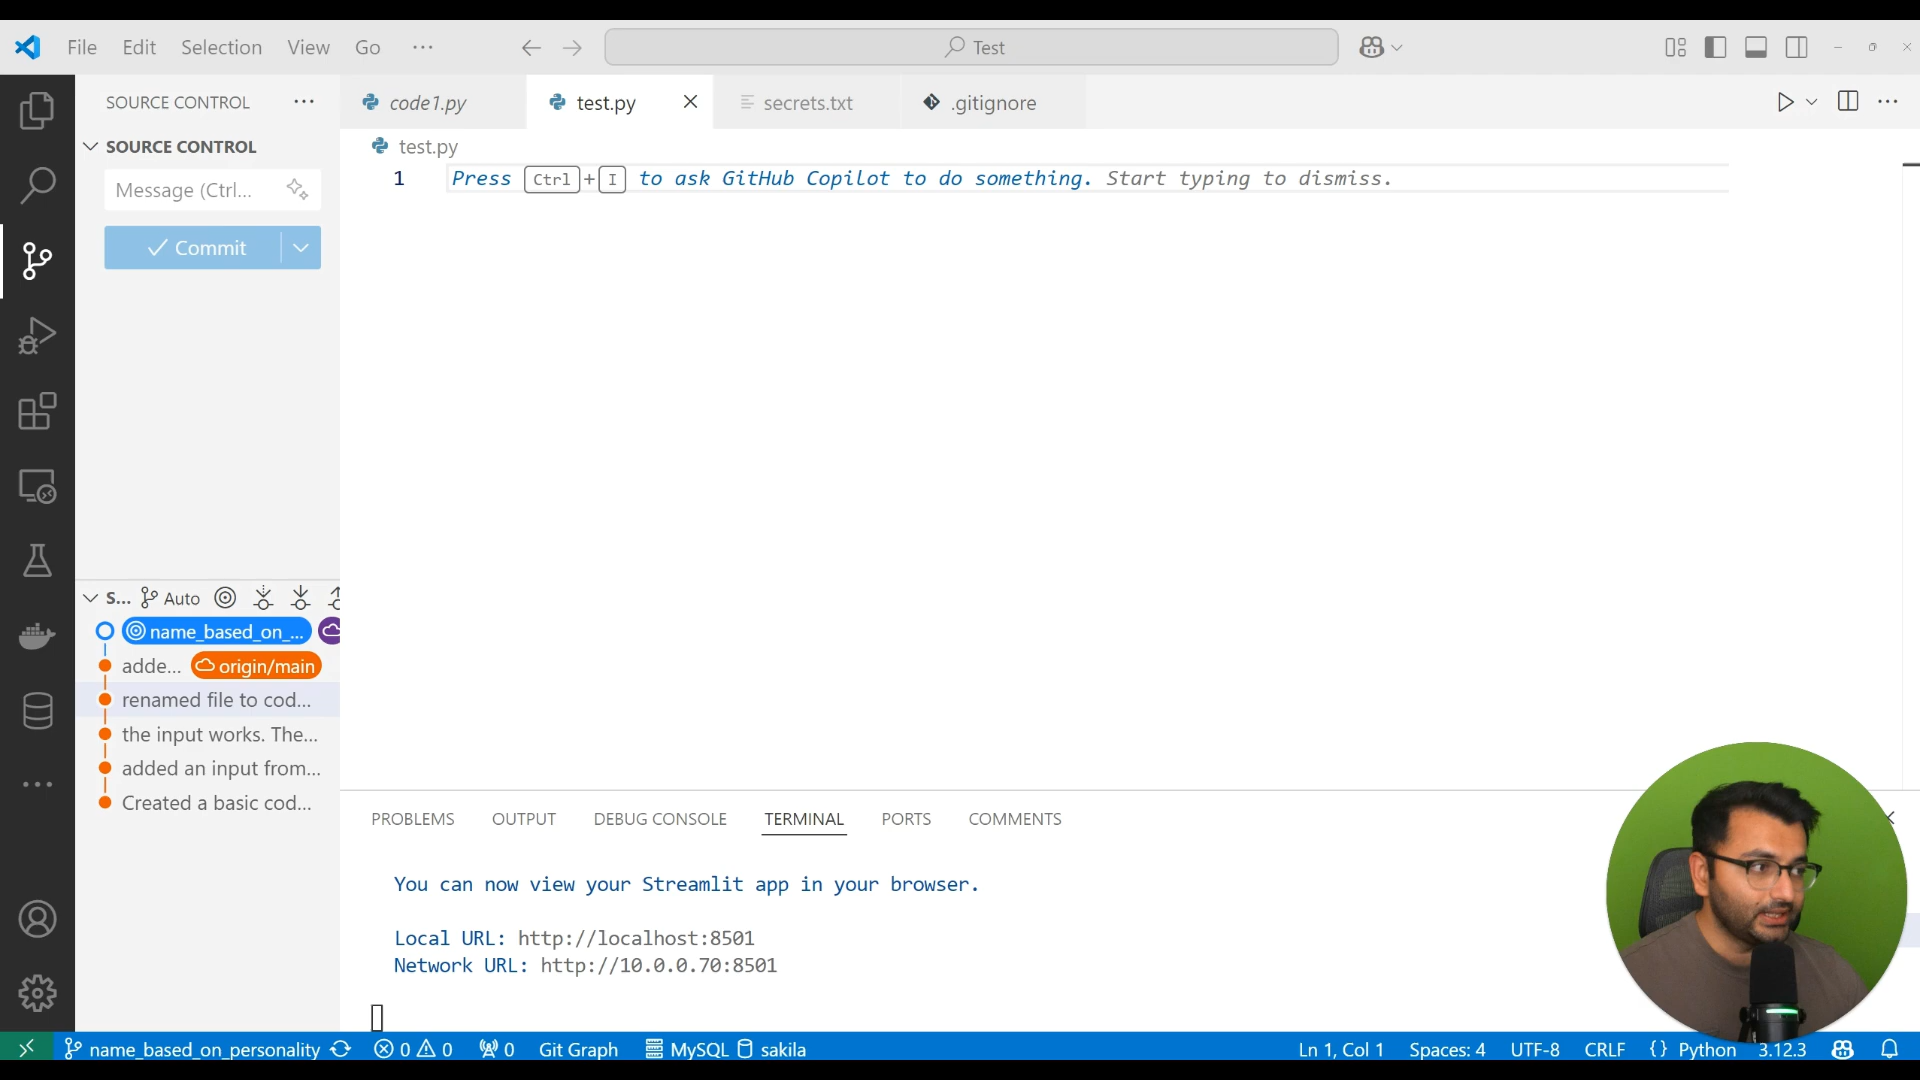 File Edit Selection View Go ···
Test
SOURCE CONTROL ···
code1.py
test.py
secrets.txt
.gitignore
SOURCE CONTROL
test.py
Message (Ctrl...
1 Press Ctrl+I to ask GitHub Copilot to do something. Start typing to dismiss.
Commit
S... Auto
name_based_on_...
adde... origin/main
renamed file to cod...
the input works. The...
added an input from...
Created a basic cod...
PROBLEMS OUTPUT DEBUG CONSOLE TERMINAL PORTS COMMENTS
You can now view your Streamlit app in your browser.
Local URL: http://localhost:8501
Network URL: http://10.0.0.70:8501
name_based_on_personality 0 0 0 Git Graph MySQL sakila Ln 1, Col 1 Spaces: 4 UTF-8 CRLF {} Python 3.12.3